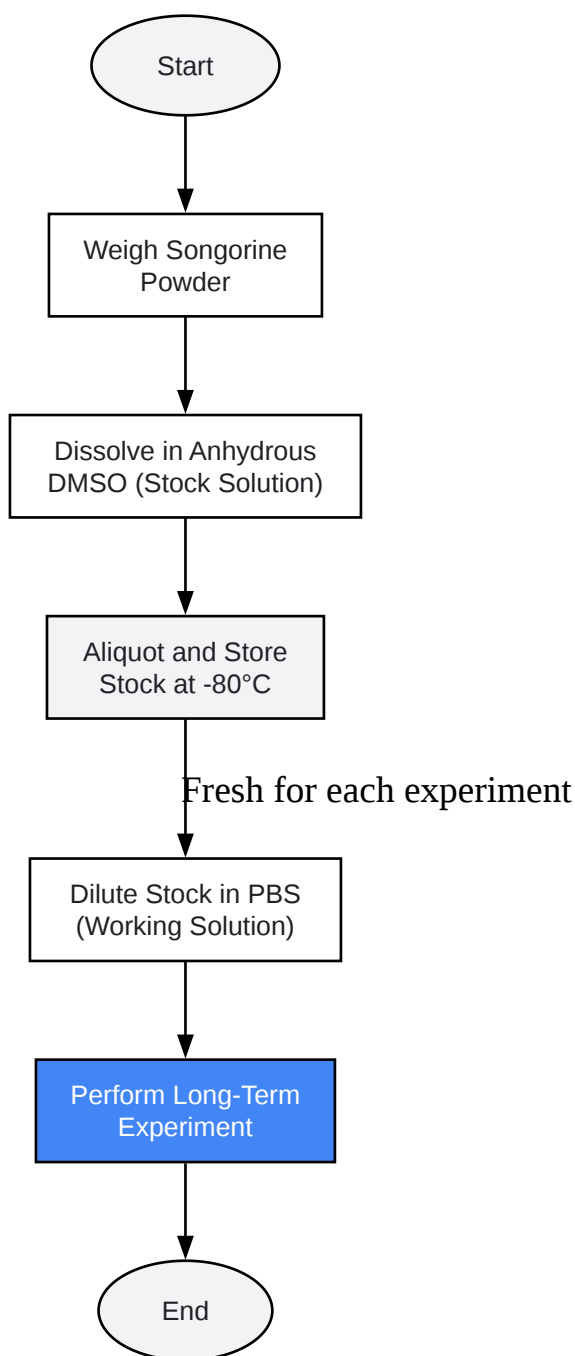 Start
Weigh Songorine
Powder
Dissolve in Anhydrous
DMSO (Stock Solution)
Aliquot and Store
Stock at -80°C
Fresh for each experiment
Dilute Stock in PBS
(Working Solution)
Perform Long-Term
Experiment
End